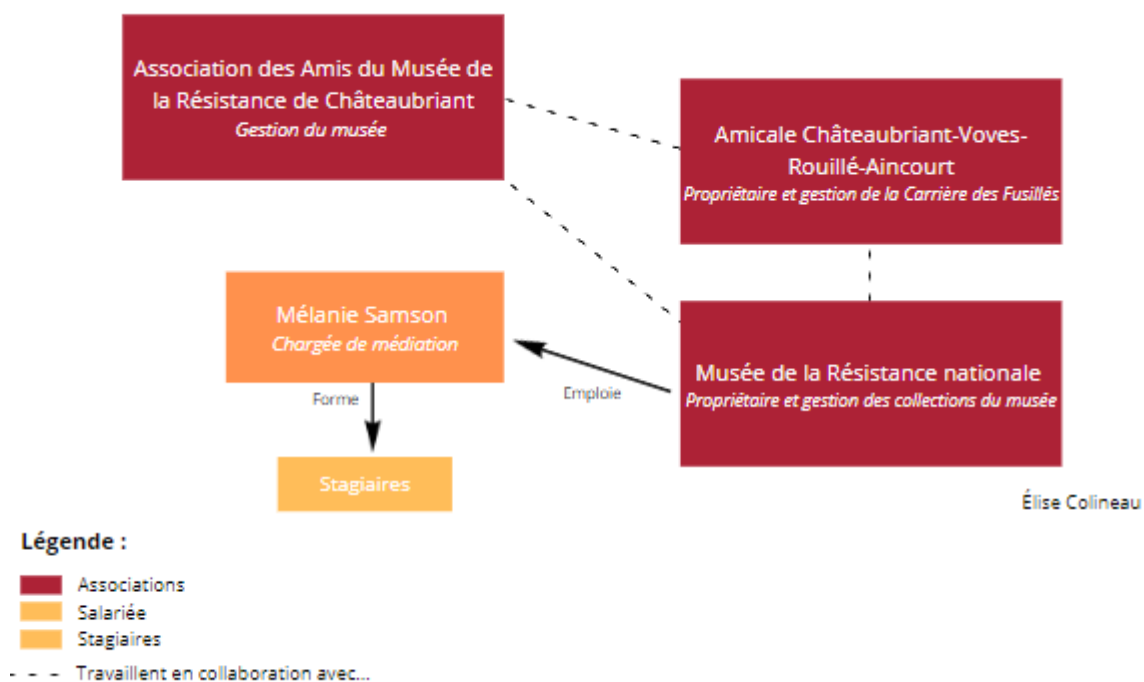 Association des Amis du Musée de
la Résistance de Châteaubriant
Gestion du musée
Amicale Châteaubriant-Voves-
Rouillé-Aincourt
Propriétaire et gestion de la Carrière des Fusillés
Mélanie Samson
Chargée de médiation
Musée de la Résistance nationale
Propriétaire et gestion des collections du musée
Emploie
Forme
Stagiaires
Élise Colineau
Légende :
Associations
Salariée
Stagiaires
Travaillent en collaboration avec...